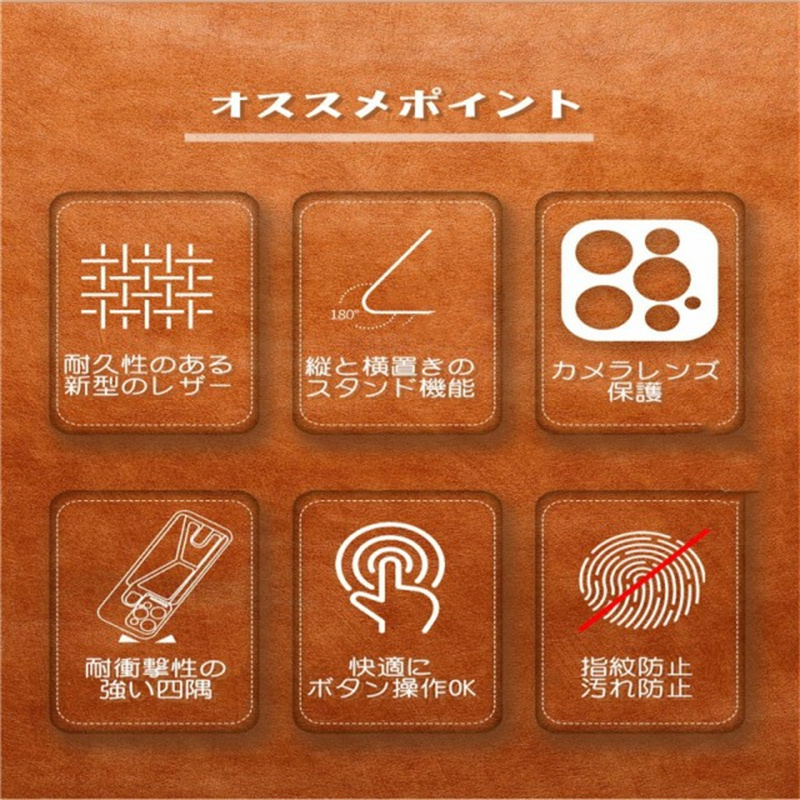 オススメポイント
耐久性のある
新型のレザー
180°
縦と横置きの
スタンド機能
カメラレンズ
保護
耐衝撃性の
強い四隅
快適に
ボタン操作OK
指紋防止
汚れ防止